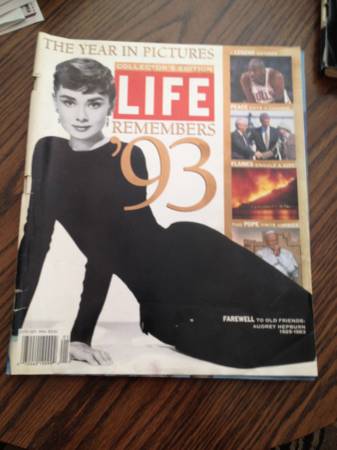 THE YEAR IN PICTURES
COLLECTOR'S EDITION
LIFE
REMEMBERS
'93
A LEGEND
PEACE
FLAMES
THE POPE
FAREWELL TO OLD FRIENDS:
AUDREY HEPBURN
1929-1993